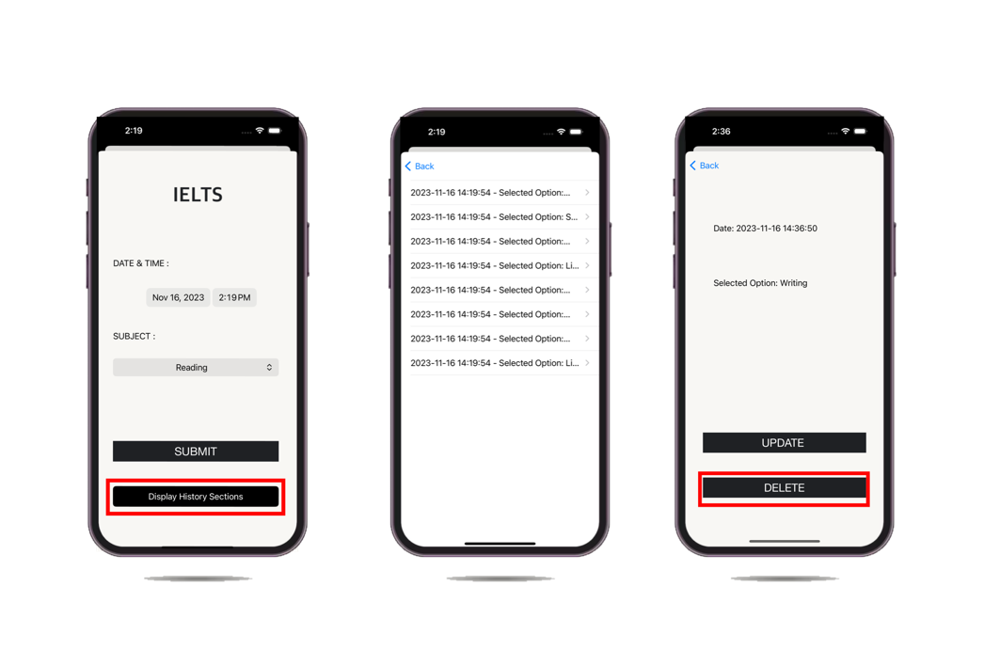 2:19
IELTS
DATE & TIME :
Nov 16, 2023 2:19 PM
SUBJECT :
Reading
SUBMIT
Display History Sections
2:19
Back
2023-11-16 14:19:54 - Selected Option:...
2023-11-16 14:19:54 - Selected Option: S...
2023-11-16 14:19:54 - Selected Option:...
2023-11-16 14:19:54 - Selected Option: Li...
2023-11-16 14:19:54 - Selected Option:...
2023-11-16 14:19:54 - Selected Option:...
2023-11-16 14:19:54 - Selected Option:...
2023-11-16 14:19:54 - Selected Option: Li...
2:36
Back
Date: 2023-11-16 14:36:50
Selected Option: Writing
UPDATE
DELETE